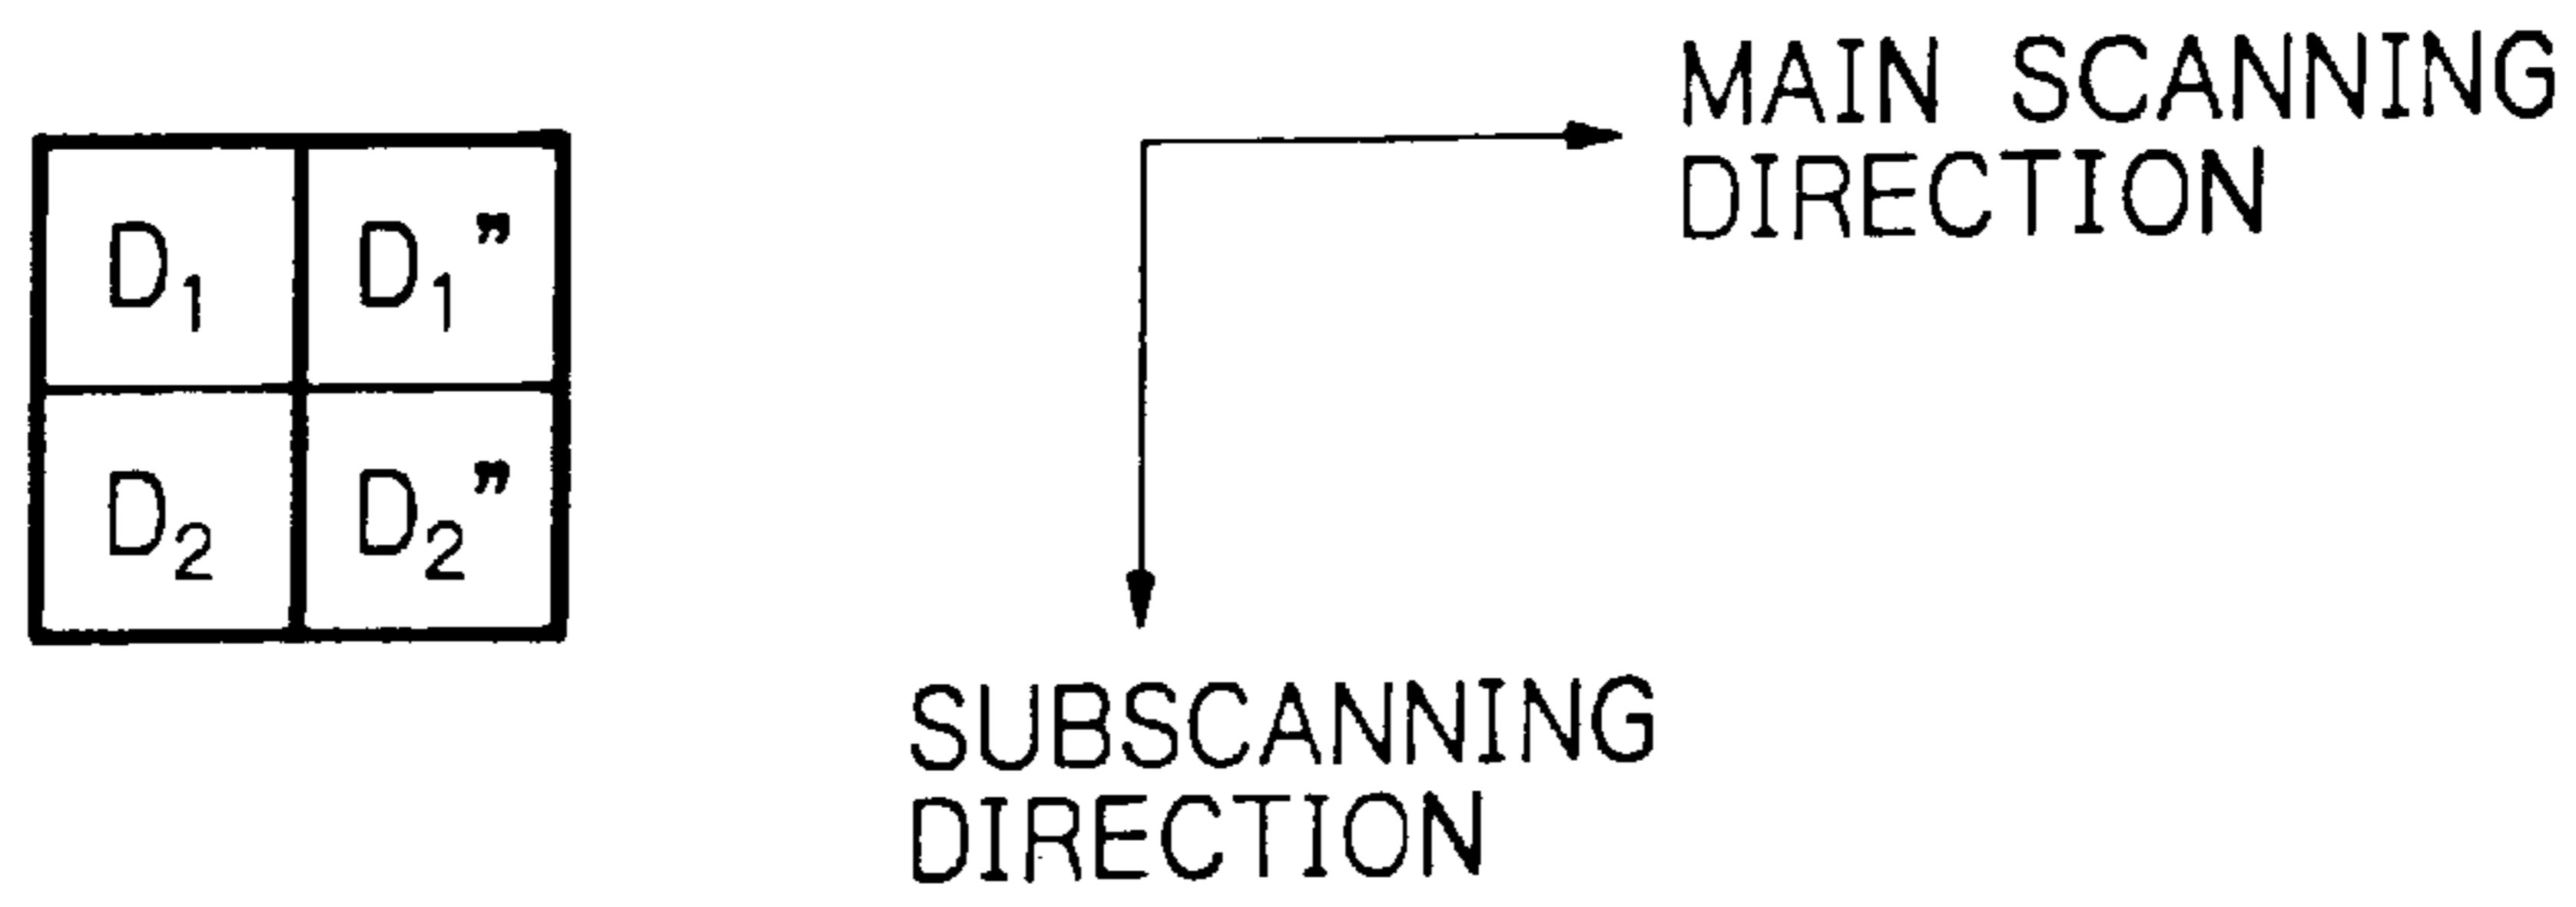 D₁ D₁”
D₂ D₂”
MAIN SCANNING
DIRECTION
SUBSCANNING
DIRECTION